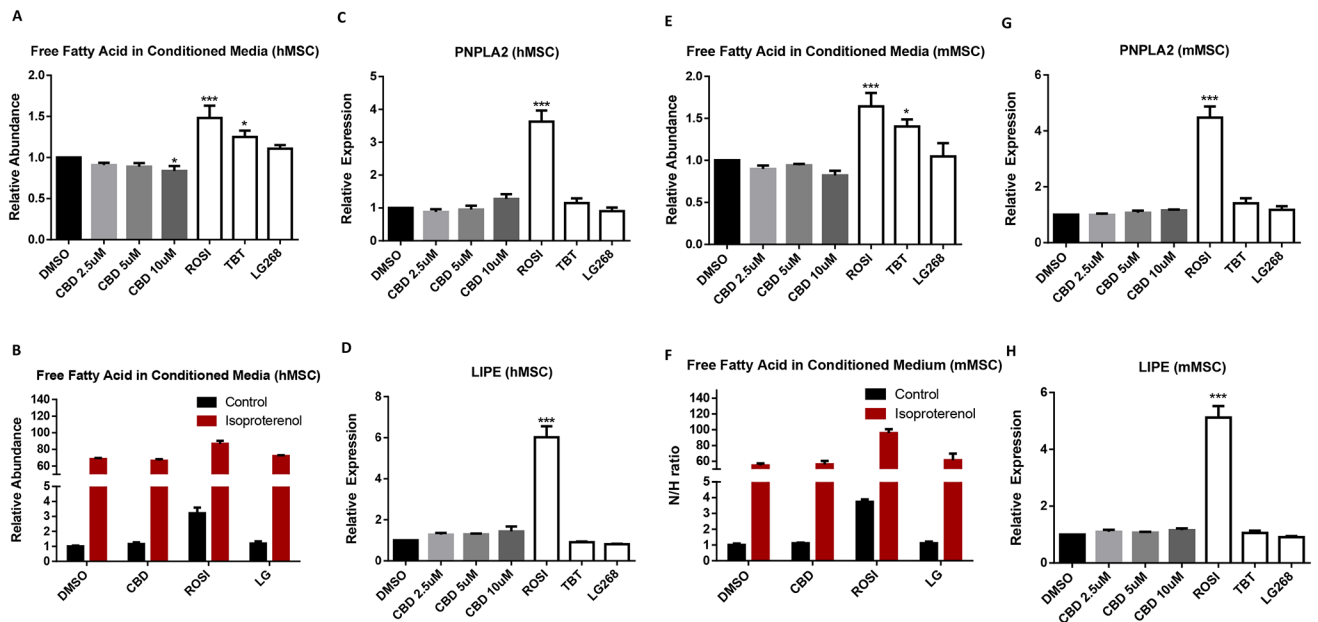 A
Free Fatty Acid in Conditioned Media (hMSC)
Relative Abundance
2.0
1.5
1.0
0.5
0.0
*
***
*
DMSO
CBD 2.5uM
CBD 5uM
CBD 10uM
ROSI
TBT
LG268
C
PNPLA2 (hMSC)
Relative Expression
5
4
3
2
1
0
***
DMSO
CBD 2.5uM
CBD 5uM
CBD 10uM
ROSI
TBT
LG268
E
Free Fatty Acid in Conditioned Media (mMSC)
Relative Abundance
2.0
1.5
1.0
0.5
0.0
***
*
DMSO
CBD 2.5uM
CBD 5uM
CBD 10uM
ROSI
TBT
LG268
G
PNPLA2 (mMSC)
Relative Expression
6
4
2
0
***
DMSO
CBD 2.5uM
CBD 5uM
CBD 10uM
ROSI
TBT
LG268
B
Free Fatty Acid in Conditioned Media (hMSC)
Relative Abundance
140
120
100
80
60
5
4
3
2
1
0
Control
Isoproterenol
DMSO
CBD
ROSI
LG
D
LIPE (hMSC)
Relative Expression
8
6
4
2
0
***
DMSO
CBD 2.5uM
CBD 5uM
CBD 10uM
ROSI
TBT
LG268
F
Free Fatty Acid in Conditioned Medium (mMSC)
N/H ratio
140
120
100
80
60
5
4
3
2
1
0
Control
Isoproterenol
DMSO
CBD
ROSI
LG
H
LIPE (mMSC)
Relative Expression
6
4
2
0
***
DMSO
CBD 2.5uM
CBD 5uM
CBD 10uM
ROSI
TBT
LG268